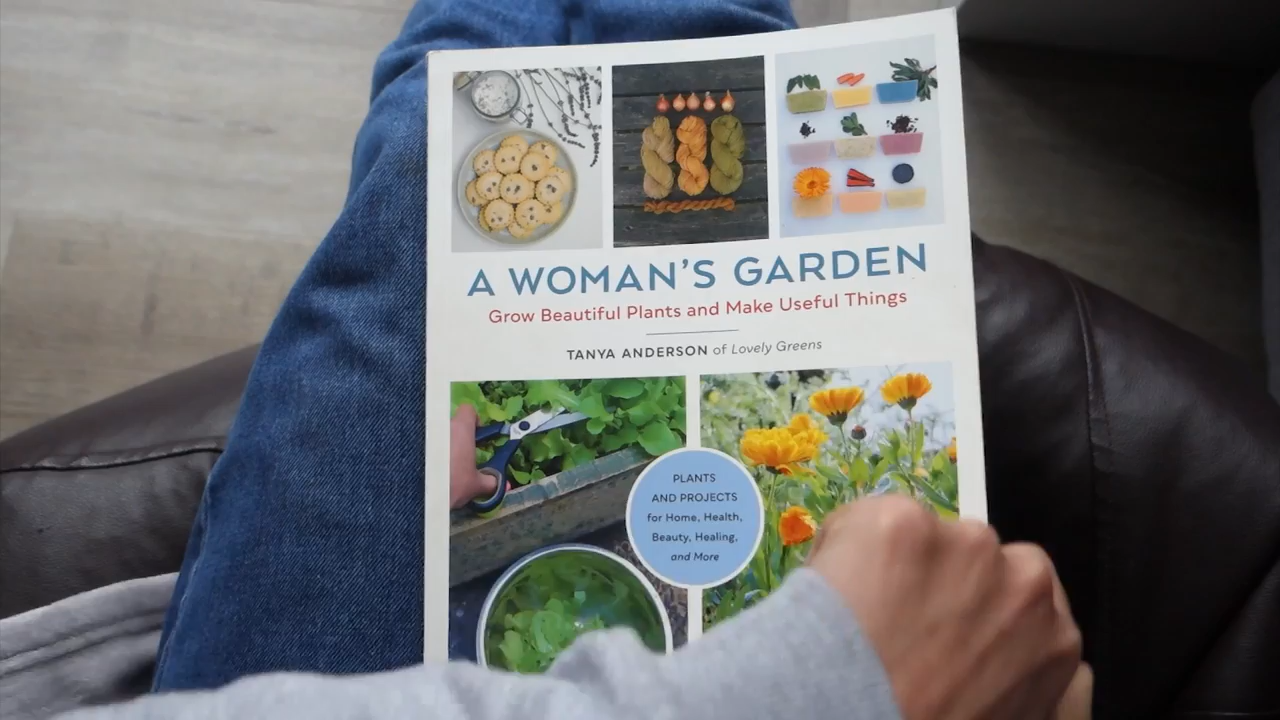 A WOMAN'S GARDEN
Grow Beautiful Plants and Make Useful Things
TANYA ANDERSON of Lovely Greens
PLANTS
AND PROJECTS
for Home, Health,
Beauty, Healing,
and More